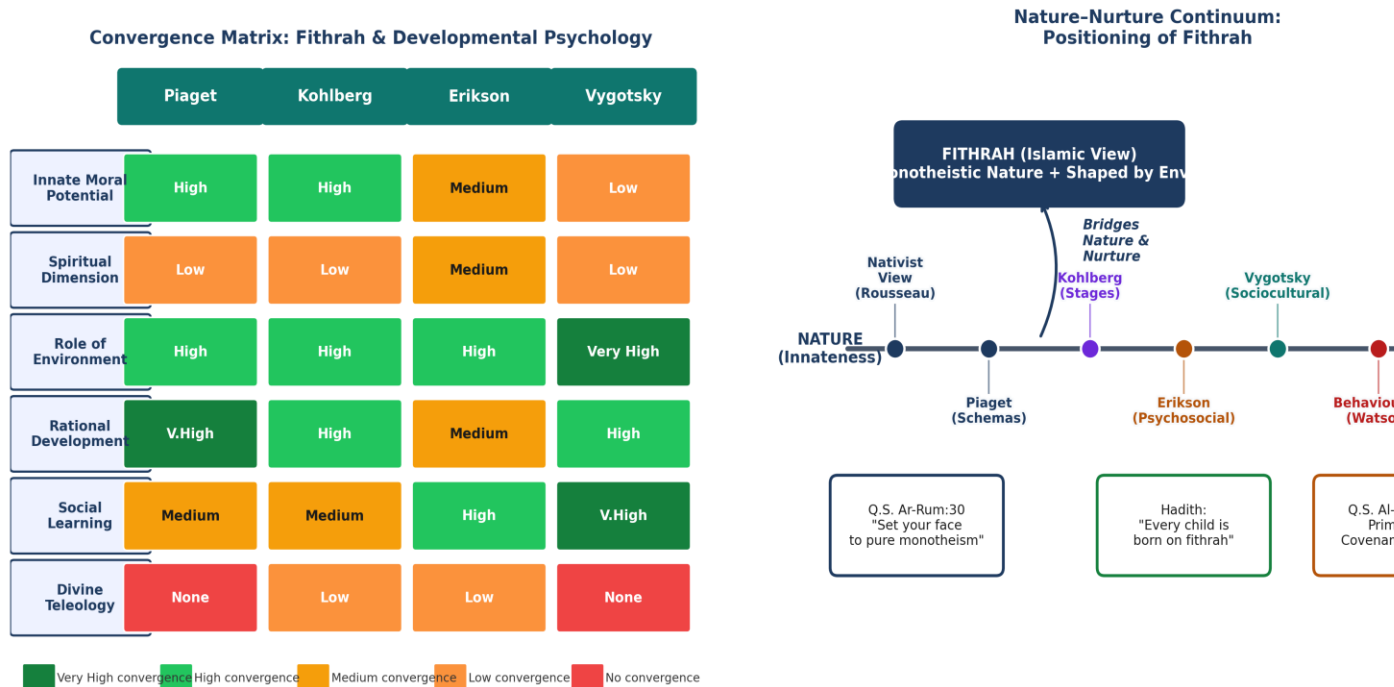 Convergence Matrix: Fithrah & Developmental Psychology
Piaget Kohlberg Erikson Vygotsky
Innate Moral
Potential
High High Medium Low
Spiritual
Dimension
Low Low Medium Low
Role of
Environment
High High High Very High
Rational
Development
V.High High Medium High
Social
Learning
Medium Medium High V.High
Divine
Teleology
None Low Low None
Very High convergence High convergence Medium convergence Low convergence No convergence
Nature–Nurture Continuum:
Positioning of Fithrah
FITHRAH (Islamic View)
onotheistic Nature + Shaped by Env
Bridges
Nature &
Nurture
Nativist
View
(Rousseau)
Kohlberg
(Stages)
Vygotsky
(Sociocultural)
NATURE
(Innateness)
Piaget
(Schemas)
Erikson
(Psychosocial)
Behaviou
(Watso
Q.S. Ar-Rum:30
"Set your face
to pure monotheism"
Hadith:
"Every child is
born on fithrah"
Q.S. Al-
Prim
Covenan